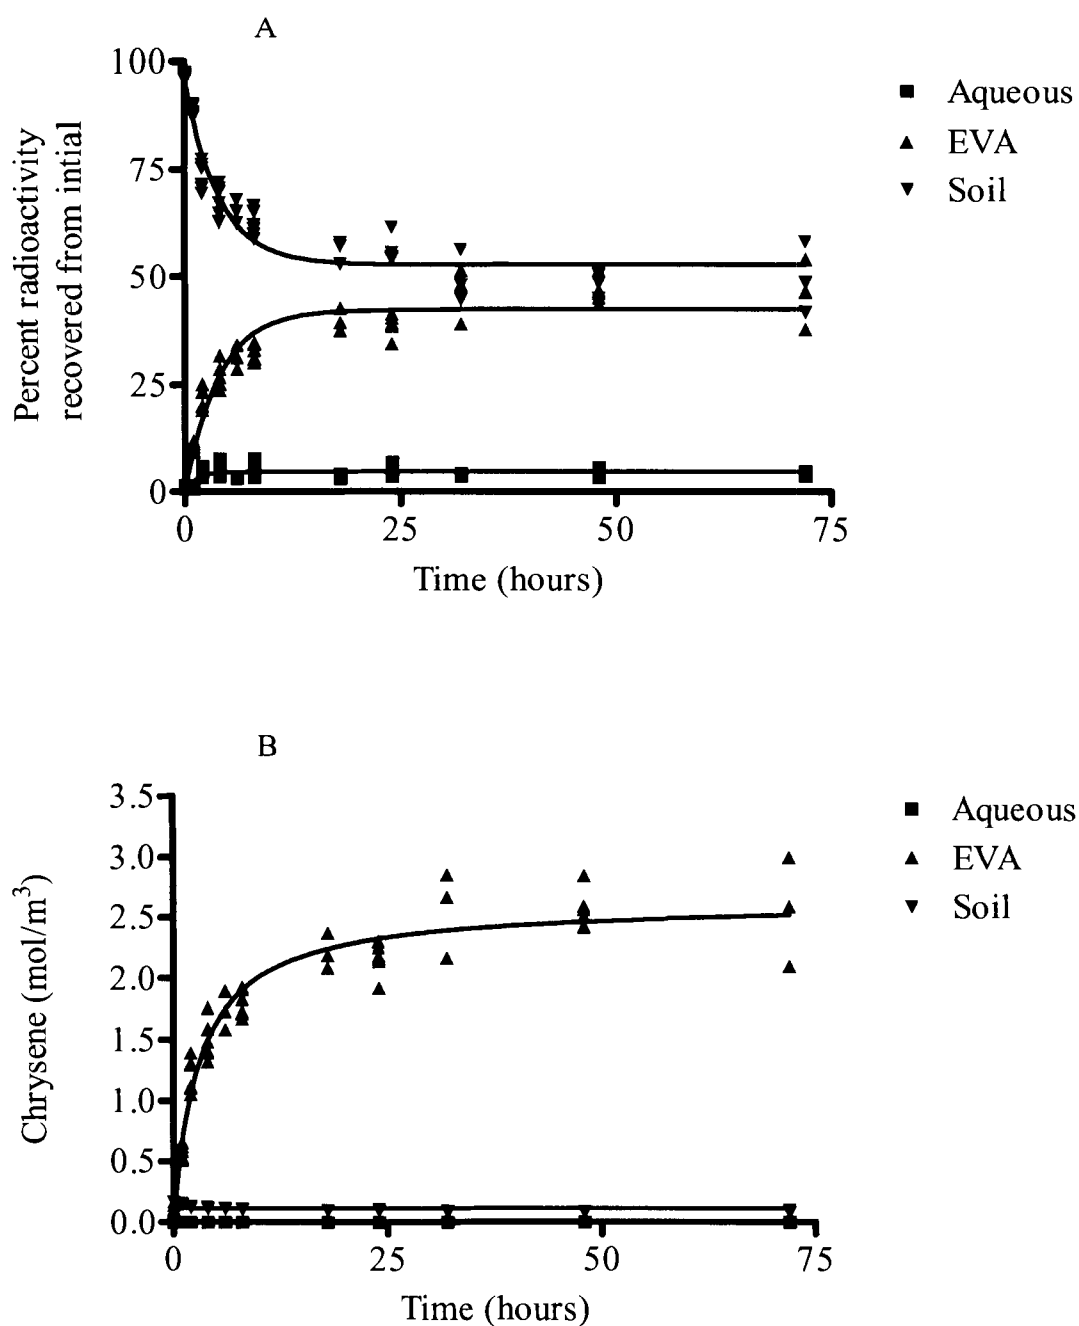 A
100
75
50
25
0
Percent radioactivity
recovered from intial
0 25 50 75
Time (hours)
Aqueous
EVA
Soil
B
3.5
3.0
2.5
2.0
1.5
1.0
0.5
0.0
Chrysene (mol/m³)
0 25 50 75
Time (hours)
Aqueous
EVA
Soil